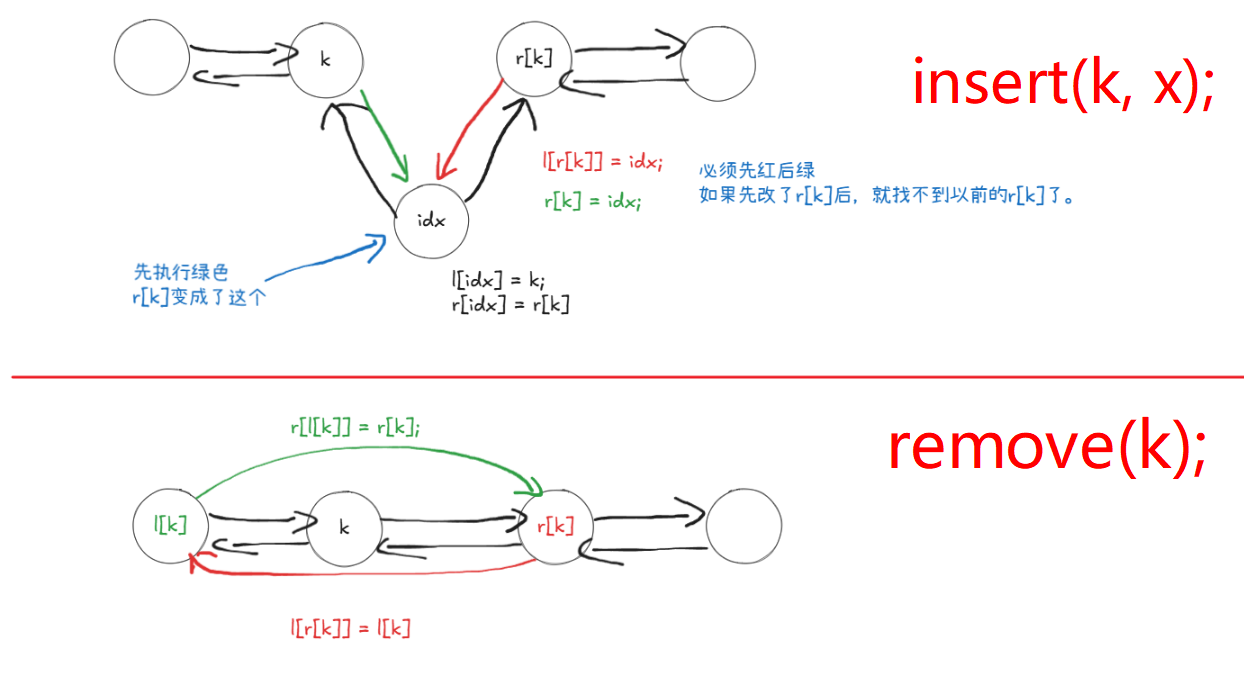 k
r[k]
insert(k, x);
l[r[k]] = idx;
r[k] = idx;
必须先红后绿
如果先改了r[k]后，就找不到以前的r[k]了。
idx
先执行绿色
r[k]变成了这个
l[idx] = k;
r[idx] = r[k]
r[l[k]] = r[k];
remove(k);
l[k]
k
r[k]
l[r[k]] = l[k]